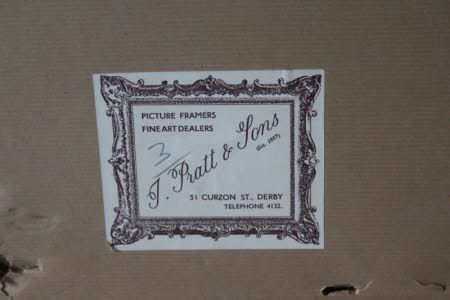 PICTURE FRAMERS
FINE ART DEALERS
3
J. Pratt & Sons
(Est. 1867)
31 CURZON ST., DERBY
TELEPHONE 4132.